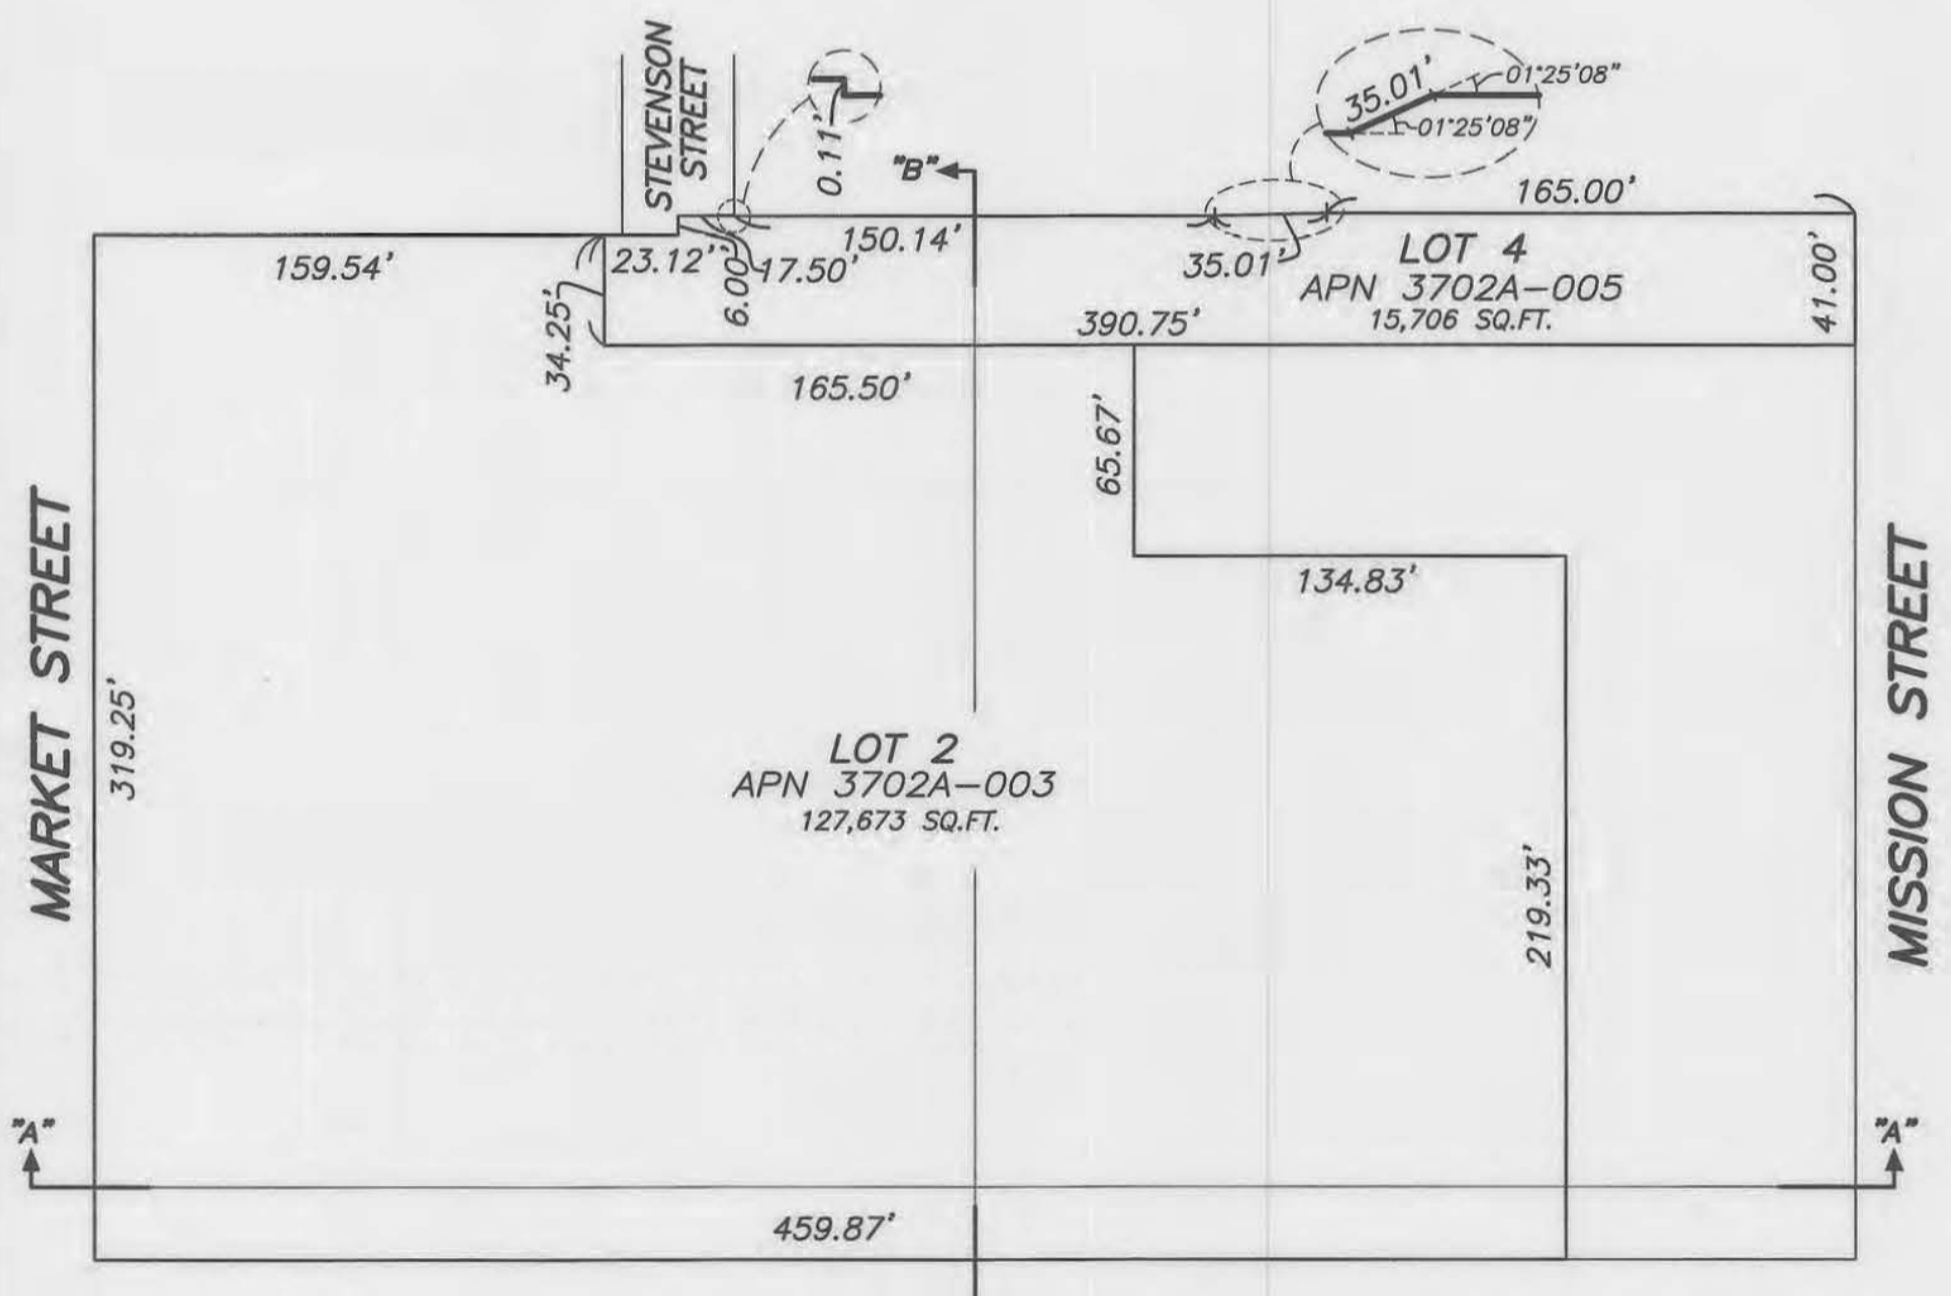 STEVENSON
STREET
0.11'
"B"
35.01'
01°25'08"
01°25'08"
165.00'
159.54'
23.12'
6.00'
17.50'
150.14'
35.01'
LOT 4
APN 3702A-005
15,706 SQ.FT.
41.00'
34.25'
390.75'
165.50'
65.67'
134.83'
MARKET STREET
319.25'
LOT 2
APN 3702A-003
127,673 SQ.FT.
219.33'
MISSION STREET
"A"
"A"
459.87'